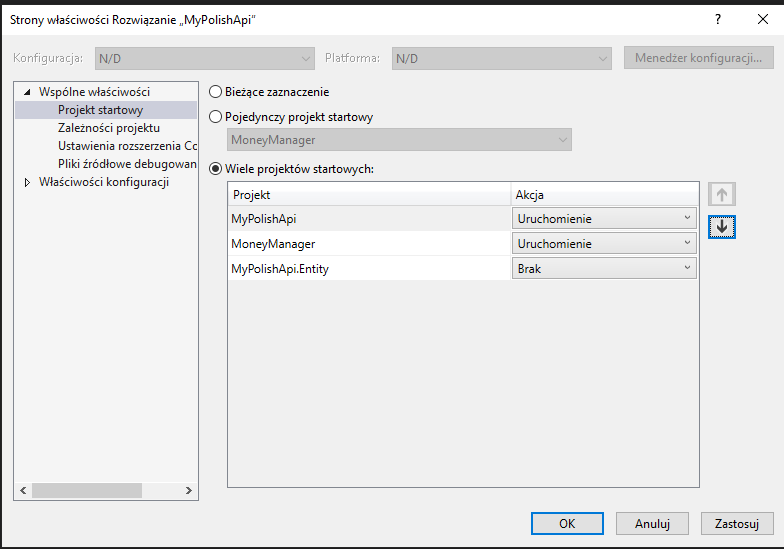 Strony właściwości Rozwiązanie „MyPolishApi”
Konfiguracja: N/D Platforma: N/D Menedżer konfiguracji...
Wspólne właściwości
Projekt startowy
Zależności projektu
Ustawienia rozszerzenia Cc
Pliki źródłowe debugowan
Właściwości konfiguracji
Bieżące zaznaczenie
Pojedynczy projekt startowy
MoneyManager
Wiele projektów startowych:
Projekt Akcja
MyPolishApi Uruchomienie
MoneyManager Uruchomienie
MyPolishApi.Entity Brak
OK Anuluj Zastosuj